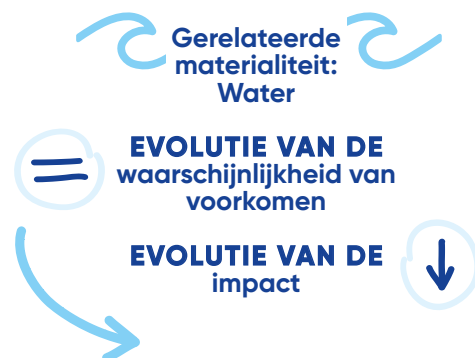 Gerelateerde
materialiteit:
Water
EVOLUTIE VAN DE
waarschijnlijkheid van
voorkomen
EVOLUTIE VAN DE
impact